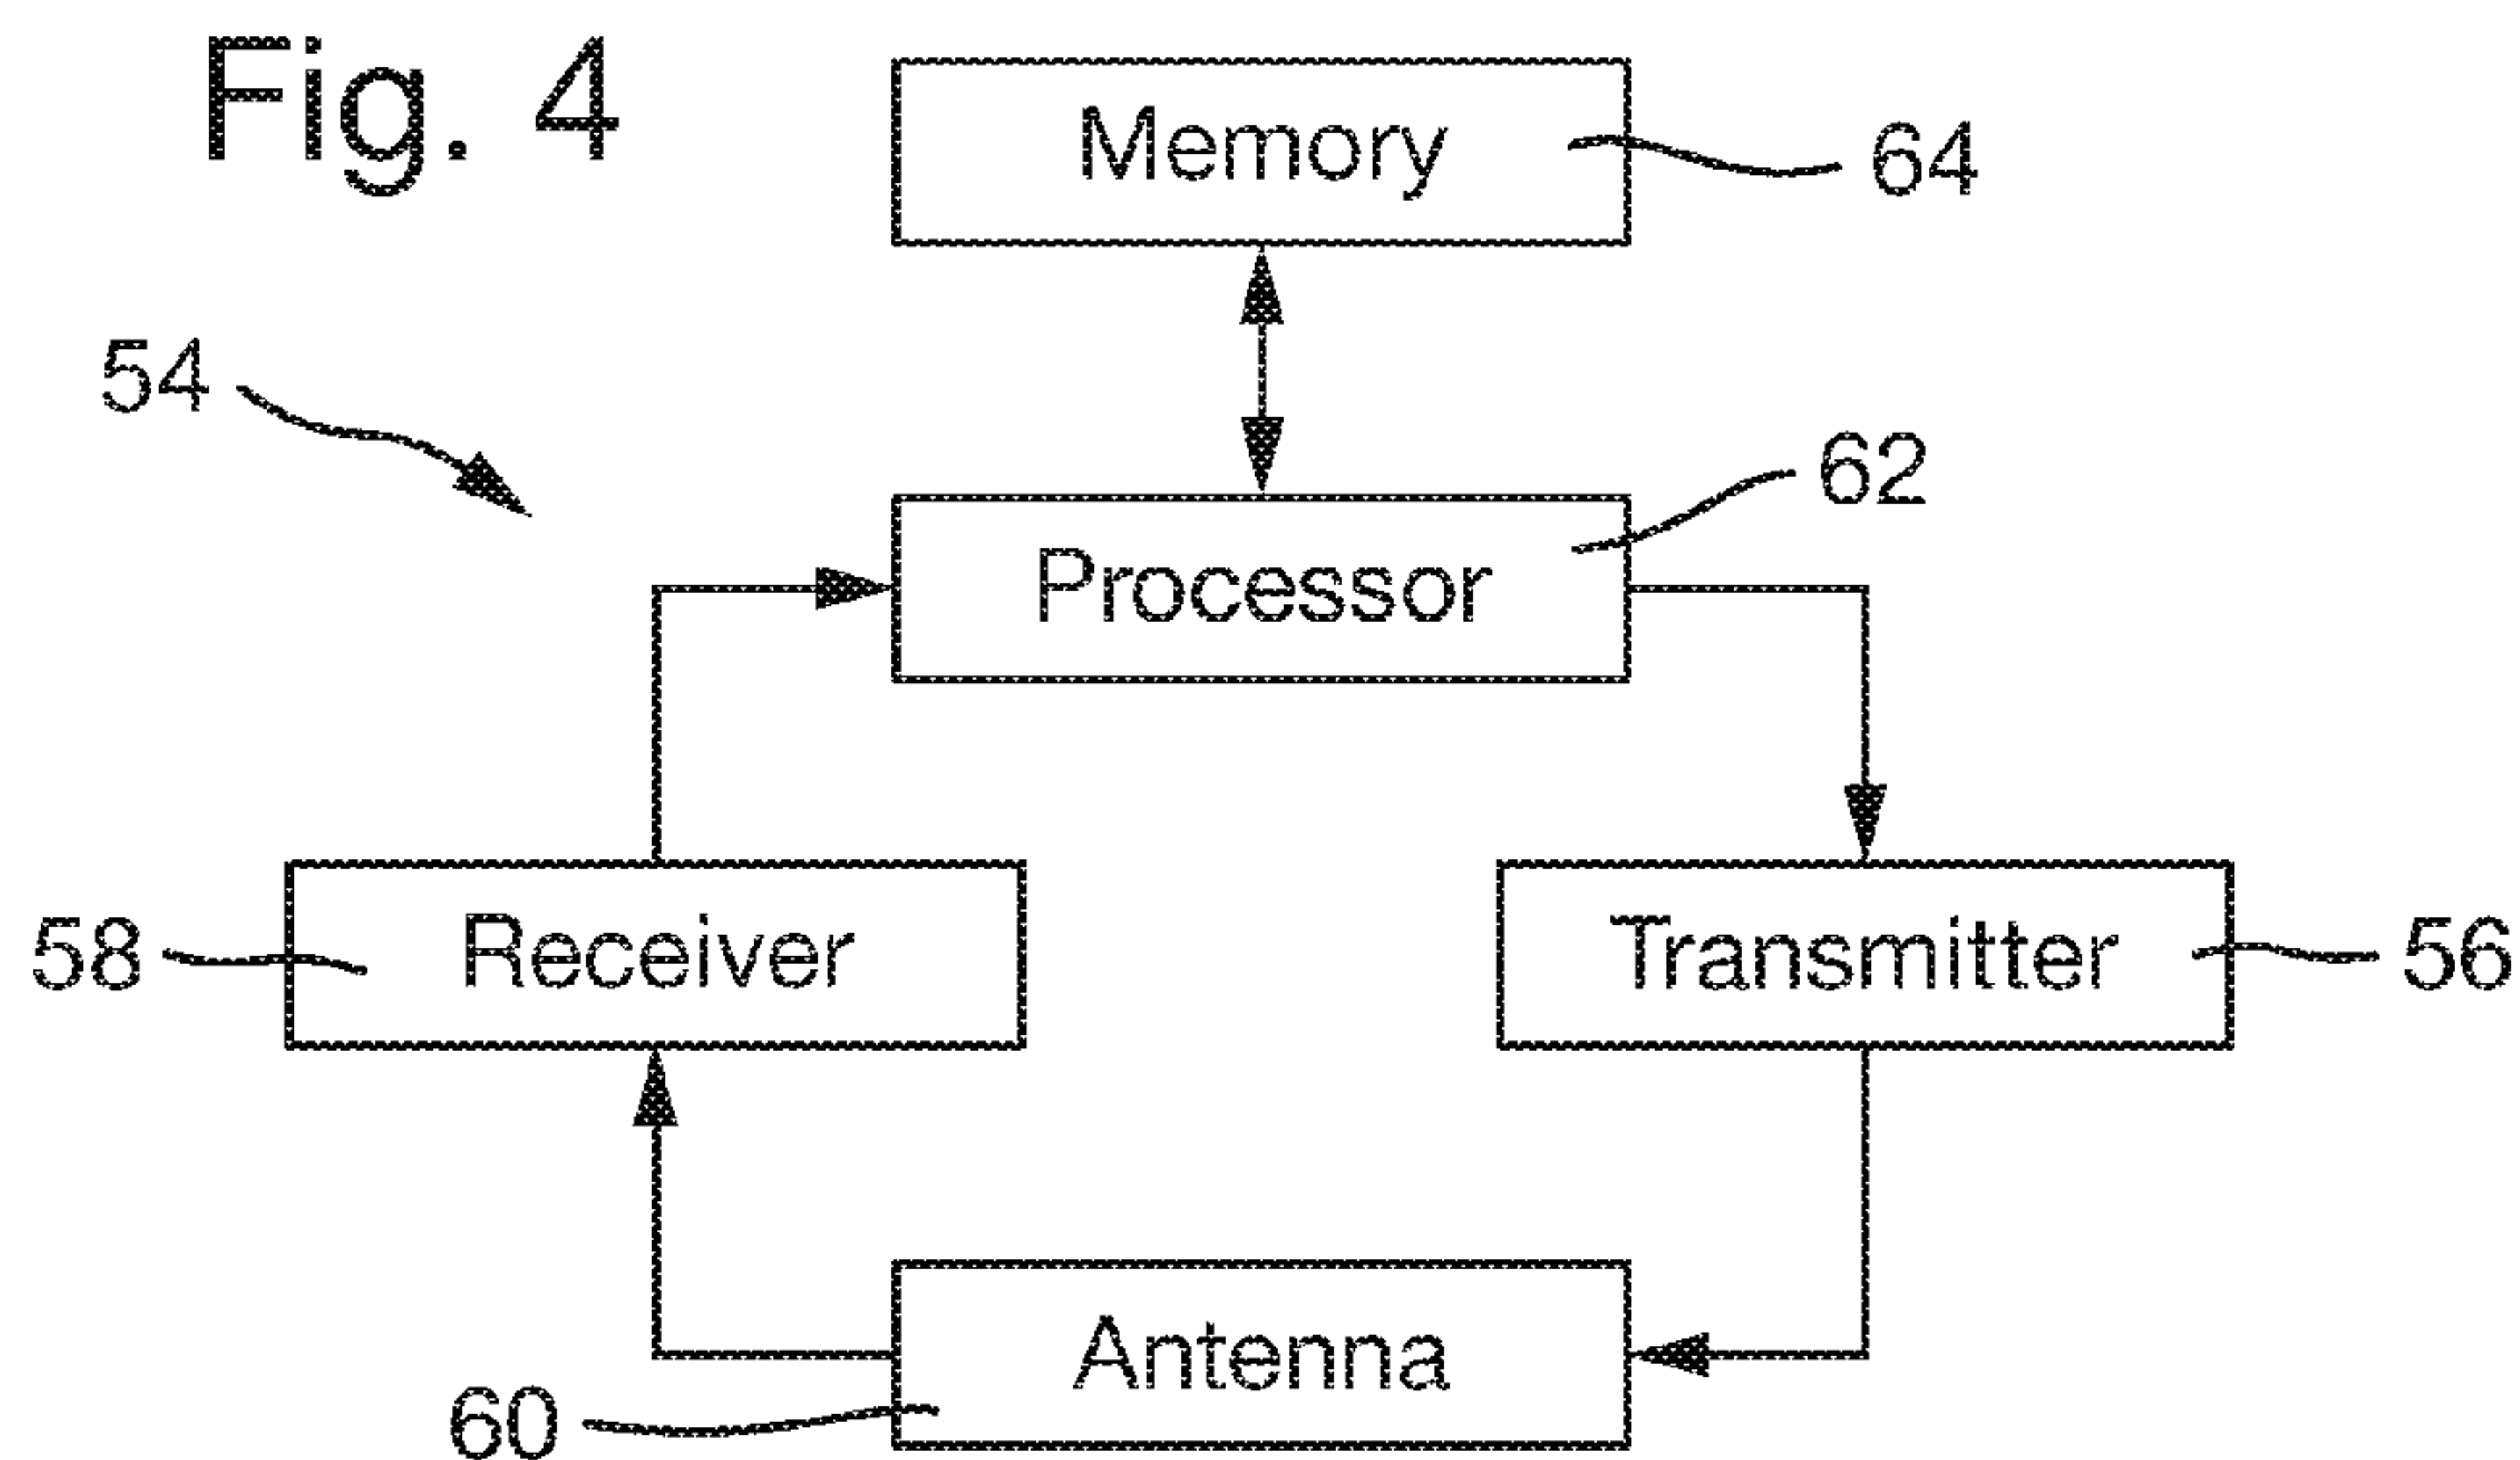 Fig. 4
Memory
64
54
62
Processor
58
Receiver
Transmitter
56
Antenna
60